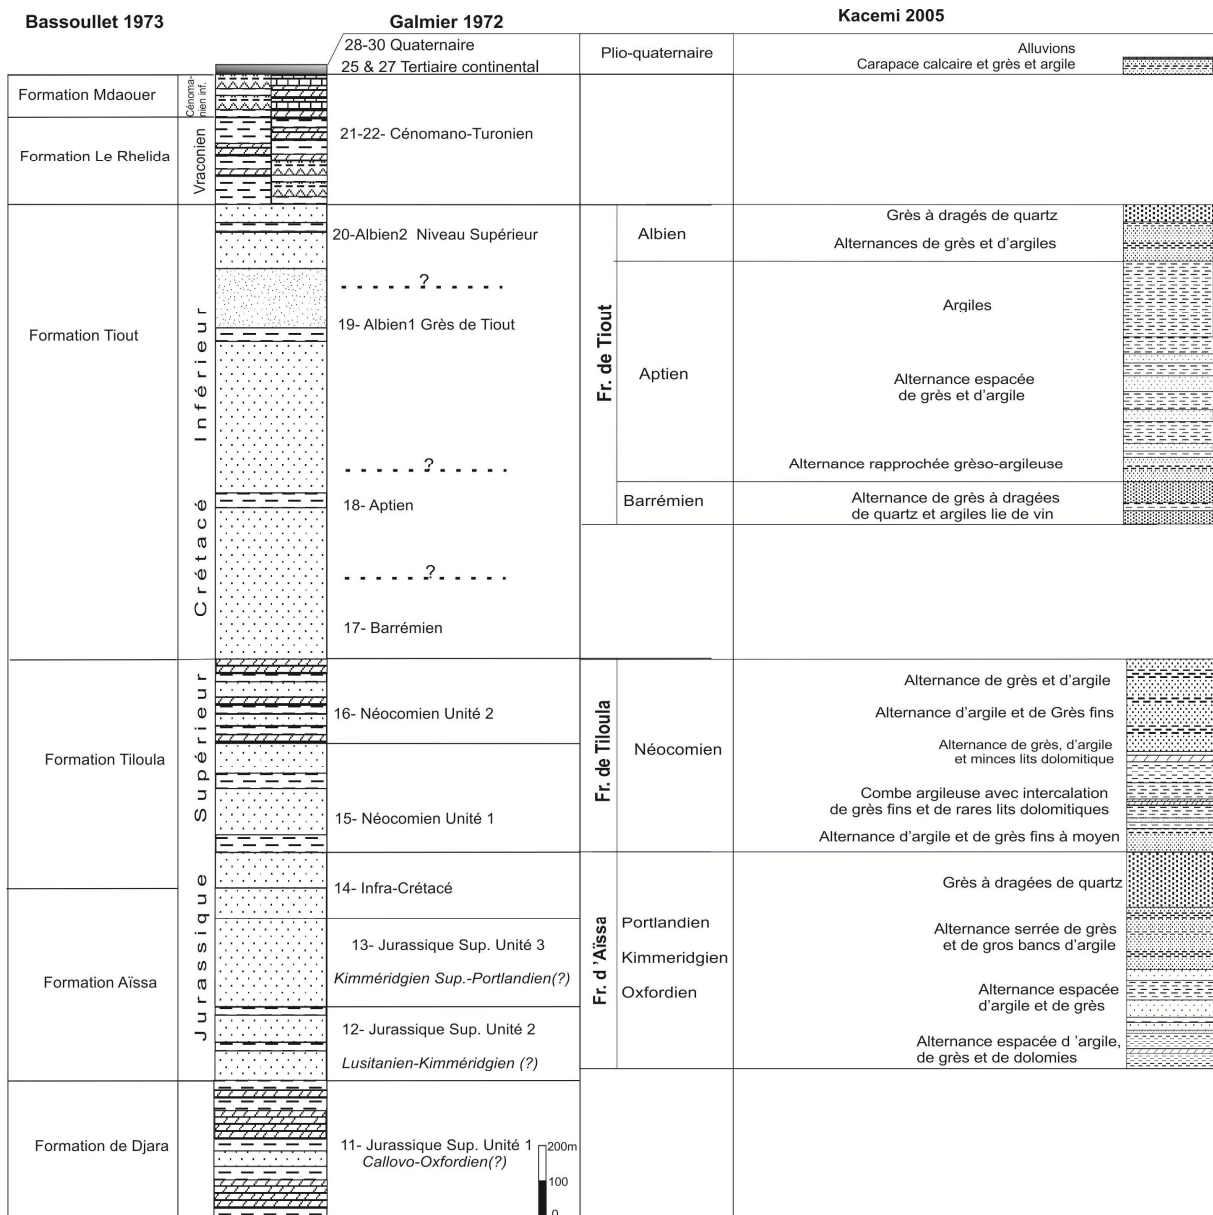 Bassoullet 1973
Galmier 1972
Kacemi 2005
Formation Mdaouer
Formation Le Rhelida
Formation Tiout
Formation Tiloula
Formation Aïssa
Formation de Djara
Cénoma-
nien inf.
Vraconien
Crétacé Inférieur
Jurassique Supérieur
28-30 Quaternaire
25 & 27 Tertiaire continental
21-22- Cénomano-Turonien
20-Albien2 Niveau Supérieur
?
19- Albien1 Grès de Tiout
?
18- Aptien
?
17- Barrémien
16- Néocomien Unité 2
15- Néocomien Unité 1
14- Infra-Crétacé
13- Jurassique Sup. Unité 3
Kimméridgien Sup.-Portlandien(?)
12- Jurassique Sup. Unité 2
Lusitanien-Kimméridgien (?)
11- Jurassique Sup. Unité 1
Callovo-Oxfordien(?)
200m
100
0
Plio-quaternaire
Alluvions
Carapace calcaire et grès et argile
Fr. de Tiout
Albien
Grès à dragés de quartz
Alternances de grès et d'argiles
Aptien
Argiles
Alternance espacée
de grès et d'argile
Alternance rapprochée grèso-argileuse
Barrémien
Alternance de grès à dragées
de quartz et argiles lie de vin
Fr. de Tiloula
Néocomien
Alternance de grès et d'argile
Alternance d'argile et de Grès fins
Alternance de grès, d'argile
et minces lits dolomitique
Combe argileuse avec intercalation
de grès fins et de rares lits dolomitiques
Alternance d'argile et de grès fins à moyen
Fr. d 'Aïssa
Portlandien
Kimmeridgien
Oxfordien
Grès à dragées de quartz
Alternance serrée de grès
et de gros bancs d'argile
Alternance espacée
d'argile et de grès
Alternance espacée d 'argile,
de grès et de dolomies